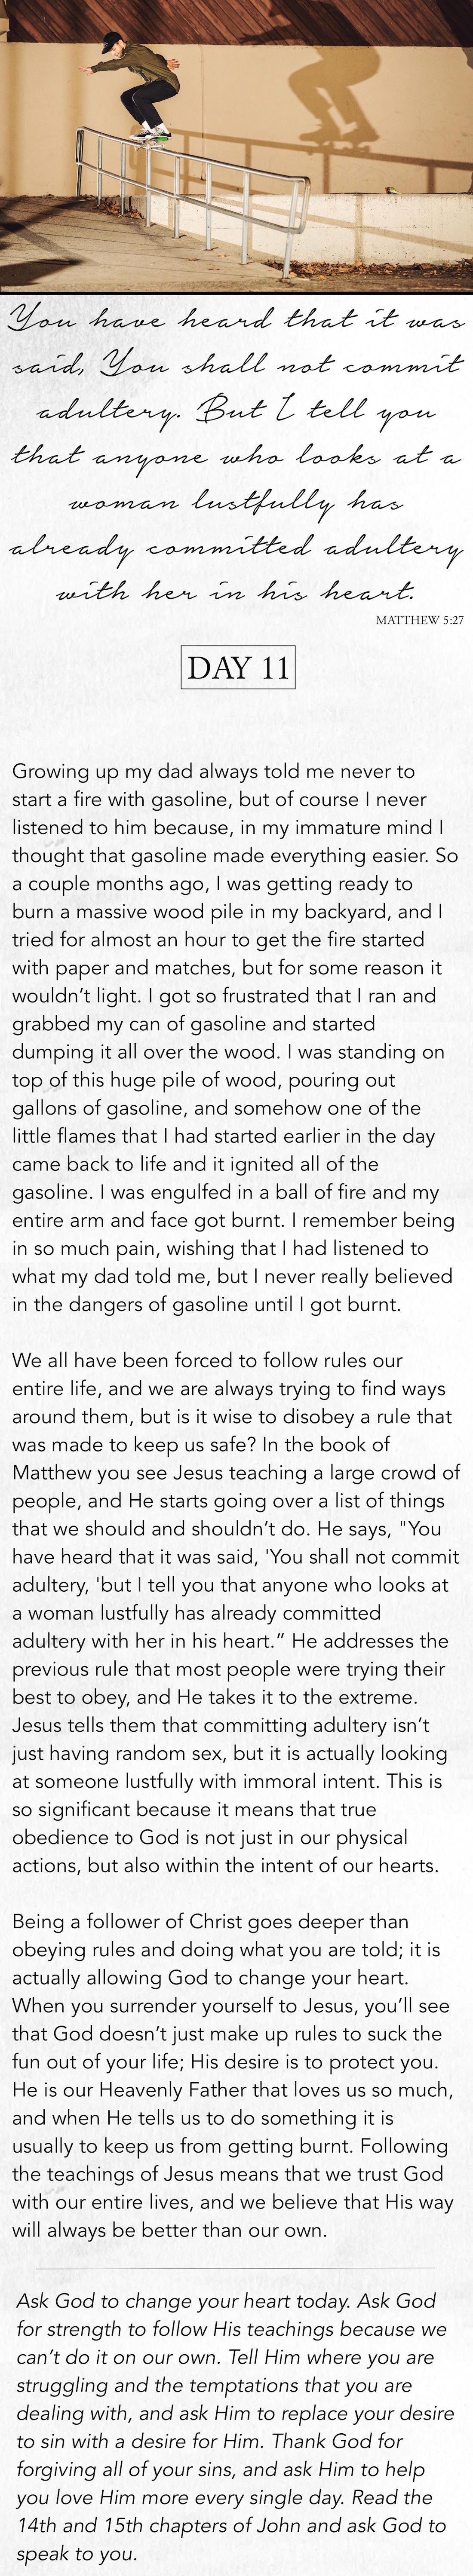 You have heard that it was
said, You shall not commit
adultery. But I tell you
that anyone who looks at a
woman lustfully has
already committed adultery
with her in his heart.
MATTHEW 5:27
DAY 11
Growing up my dad always told me never to
start a fire with gasoline, but of course I never
listened to him because, in my immature mind I
thought that gasoline made everything easier. So
a couple months ago, I was getting ready to
burn a massive wood pile in my backyard, and I
tried for almost an hour to get the fire started
with paper and matches, but for some reason it
wouldn’t light. I got so frustrated that I ran and
grabbed my can of gasoline and started
dumping it all over the wood. I was standing on
top of this huge pile of wood, pouring out
gallons of gasoline, and somehow one of the
little flames that I had started earlier in the day
came back to life and it ignited all of the
gasoline. I was engulfed in a ball of fire and my
entire arm and face got burnt. I remember being
in so much pain, wishing that I had listened to
what my dad told me, but I never really believed
in the dangers of gasoline until I got burnt.
We all have been forced to follow rules our
entire life, and we are always trying to find ways
around them, but is it wise to disobey a rule that
was made to keep us safe? In the book of
Matthew you see Jesus teaching a large crowd of
people, and He starts going over a list of things
that we should and shouldn’t do. He says, "You
have heard that it was said, 'You shall not commit
adultery, 'but I tell you that anyone who looks at
a woman lustfully has already committed
adultery with her in his heart.” He addresses the
previous rule that most people were trying their
best to obey, and He takes it to the extreme.
Jesus tells them that committing adultery isn’t
just having random sex, but it is actually looking
at someone lustfully with immoral intent. This is
so significant because it means that true
obedience to God is not just in our physical
actions, but also within the intent of our hearts.
Being a follower of Christ goes deeper than
obeying rules and doing what you are told; it is
actually allowing God to change your heart.
When you surrender yourself to Jesus, you’ll see
that God doesn’t just make up rules to suck the
fun out of your life; His desire is to protect you.
He is our Heavenly Father that loves us so much,
and when He tells us to do something it is
usually to keep us from getting burnt. Following
the teachings of Jesus means that we trust God
with our entire lives, and we believe that His way
will always be better than our own.
Ask God to change your heart today. Ask God
for strength to follow His teachings because we
can’t do it on our own. Tell Him where you are
struggling and the temptations that you are
dealing with, and ask Him to replace your desire
to sin with a desire for Him. Thank God for
forgiving all of your sins, and ask Him to help
you love Him more every single day. Read the
14th and 15th chapters of John and ask God to
speak to you.